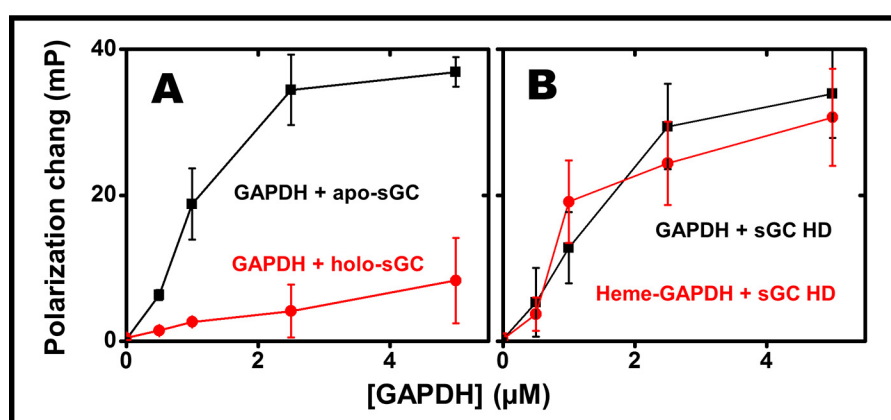 Polarization chang (mP)
40
20
0
A
GAPDH + apo-sGC
GAPDH + holo-sGC
B
GAPDH + sGC HD
Heme-GAPDH + sGC HD
0 2 4 0 2 4
[GAPDH] (µM)